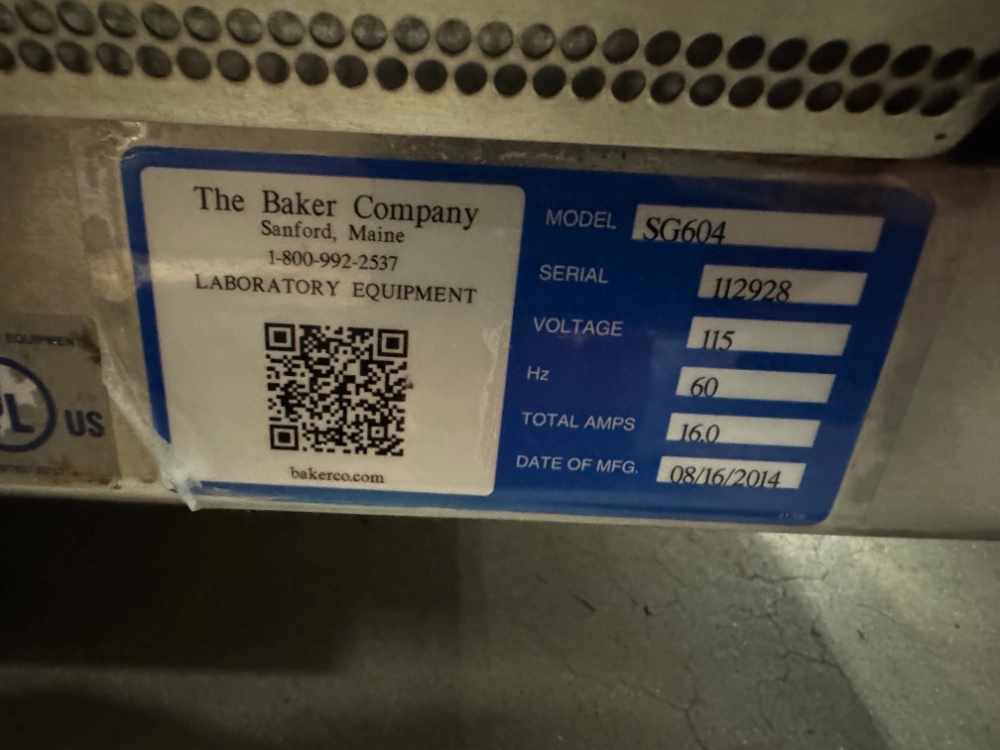 The Baker Company
Sanford, Maine
1-800-992-2537
LABORATORY EQUIPMENT
bakerco.com
MODEL SG604
SERIAL 112928
VOLTAGE 115
Hz 60
TOTAL AMPS 16.0
DATE OF MFG. 08/16/2014
EQUIPMENT
US